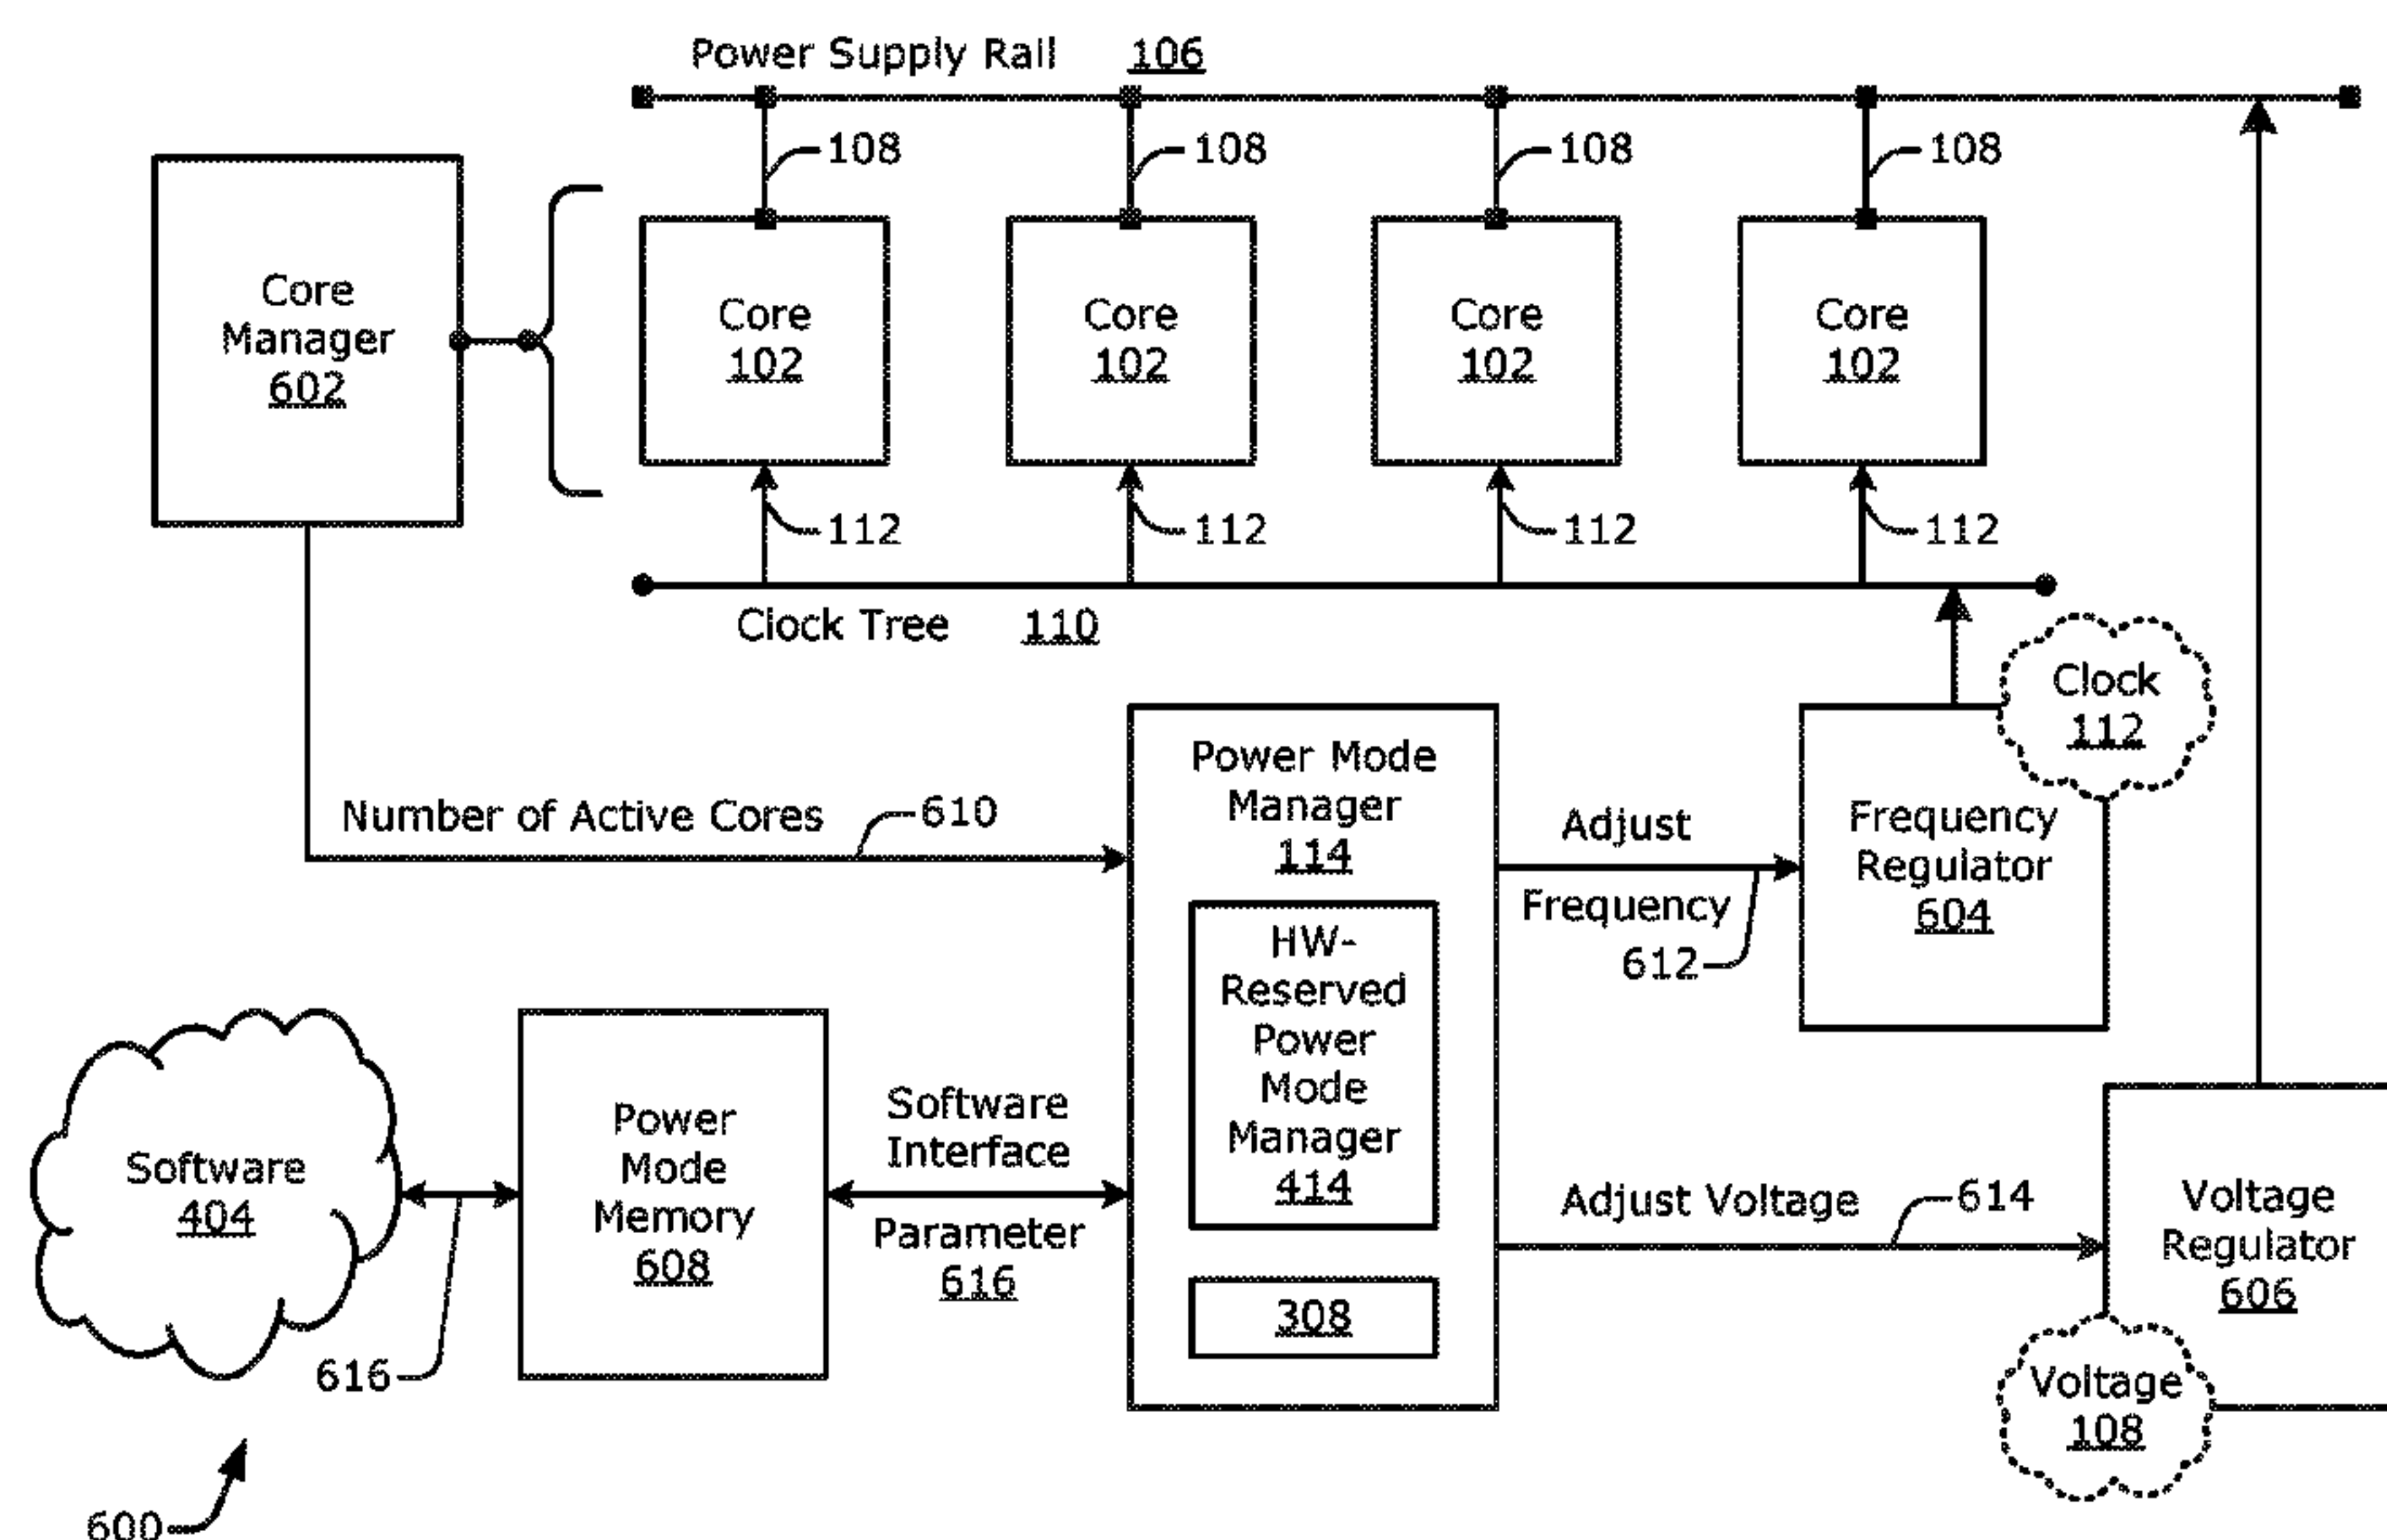 Power Supply Rail 106
108
108
108
108
Core
Manager
602
Core
102
Core
102
Core
102
Core
102
112
112
112
112
Clock Tree 110
Clock
112
Number of Active Cores
610
Power Mode
Manager
114
Adjust
Frequency
612
Frequency
Regulator
604
HW-
Reserved
Power
Mode
Manager
414
308
Software
404
616
Power
Mode
Memory
608
Software
Interface
Parameter
616
Adjust Voltage
614
Voltage
Regulator
606
Voltage
108
600